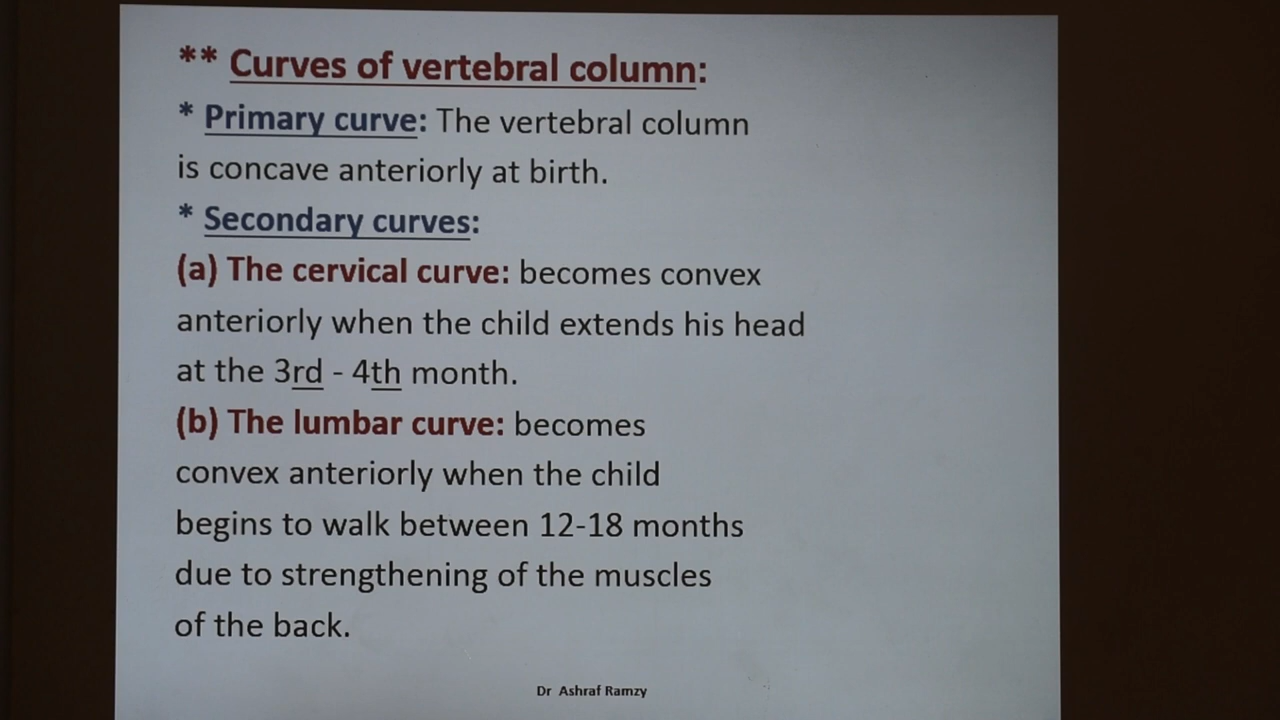 ** Curves of vertebral column:
* Primary curve: The vertebral column
is concave anteriorly at birth.
* Secondary curves:
(a) The cervical curve: becomes convex
anteriorly when the child extends his head
at the 3rd - 4th month.
(b) The lumbar curve: becomes
convex anteriorly when the child
begins to walk between 12-18 months
due to strengthening of the muscles
of the back.
Dr Ashraf Ramzy